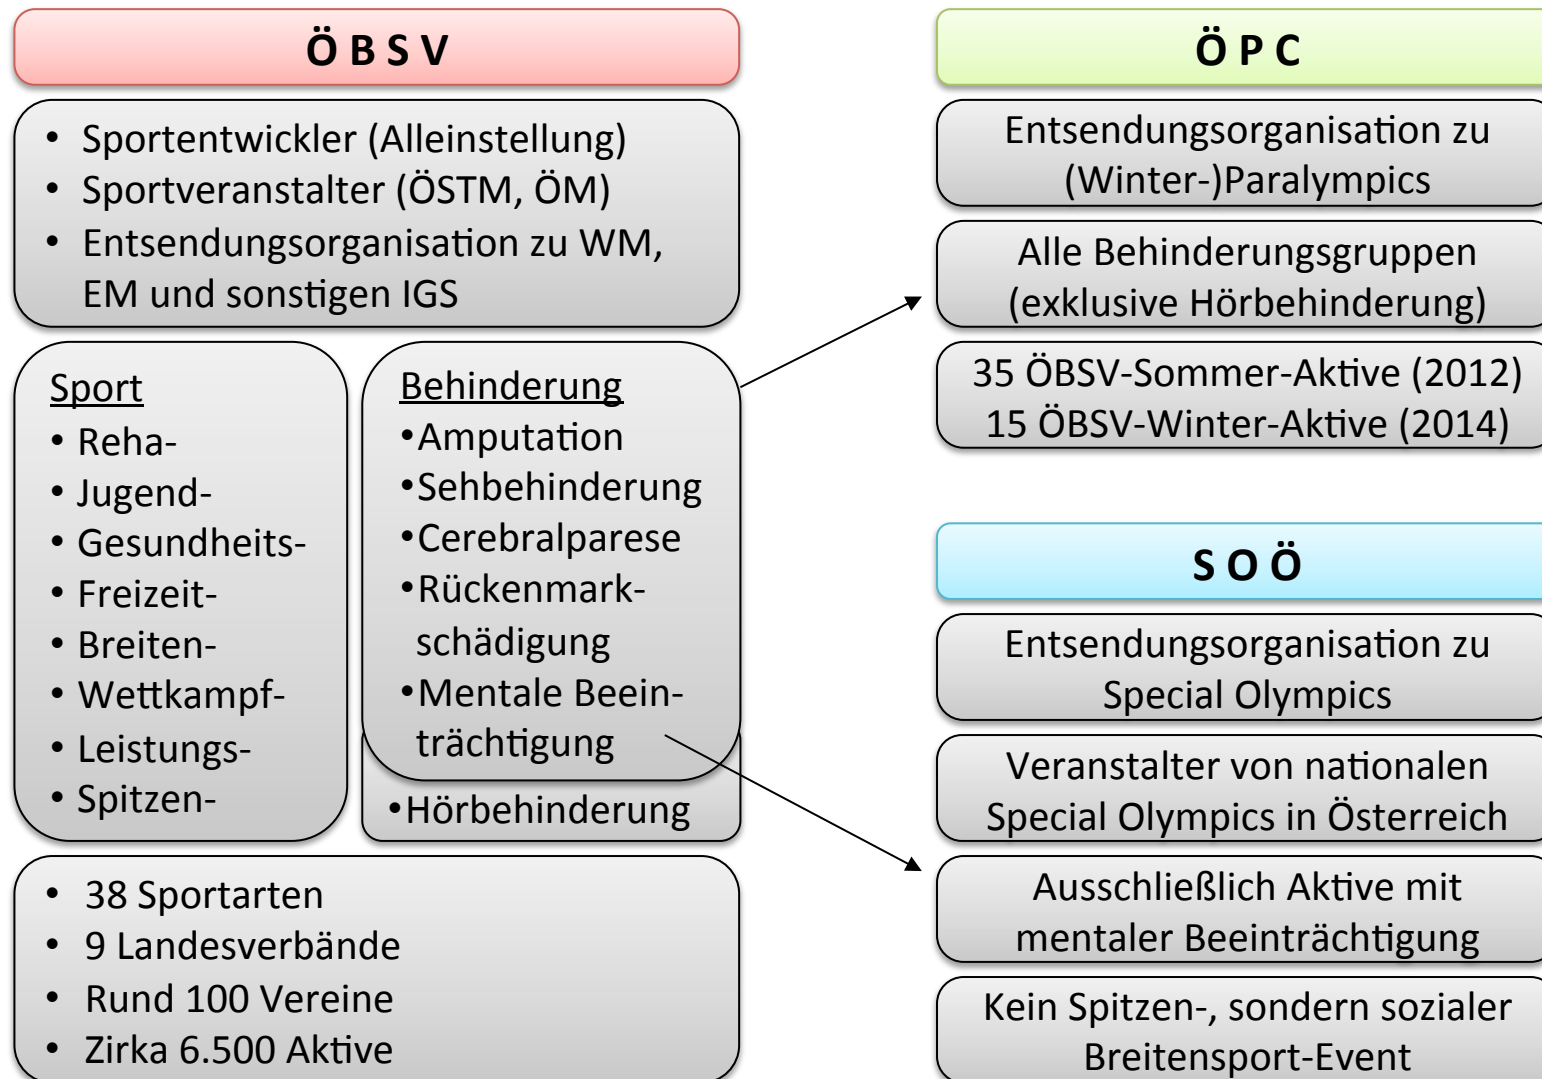 Ö B S V
• Sportentwickler (Alleinstellung)
• Sportveranstalter (ÖSTM, ÖM)
• Entsendungsorganisation zu WM,
EM und sonstigen IGS
Sport
• Reha-
• Jugend-
• Gesundheits-
• Freizeit-
• Breiten-
• Wettkampf-
• Leistungs-
• Spitzen-
Behinderung
•Amputation
•Sehbehinderung
•Cerebralparese
•Rückenmark-
schädigung
•Mentale Beein-
trächtigung
•Hörbehinderung
• 38 Sportarten
• 9 Landesverbände
• Rund 100 Vereine
• Zirka 6.500 Aktive
Ö P C
Entsendungsorganisation zu
(Winter-)Paralympics
Alle Behinderungsgruppen
(exklusive Hörbehinderung)
35 ÖBSV-Sommer-Aktive (2012)
15 ÖBSV-Winter-Aktive (2014)
S O Ö
Entsendungsorganisation zu
Special Olympics
Veranstalter von nationalen
Special Olympics in Österreich
Ausschließlich Aktive mit
mentaler Beeinträchtigung
Kein Spitzen-, sondern sozialer
Breitensport-Event